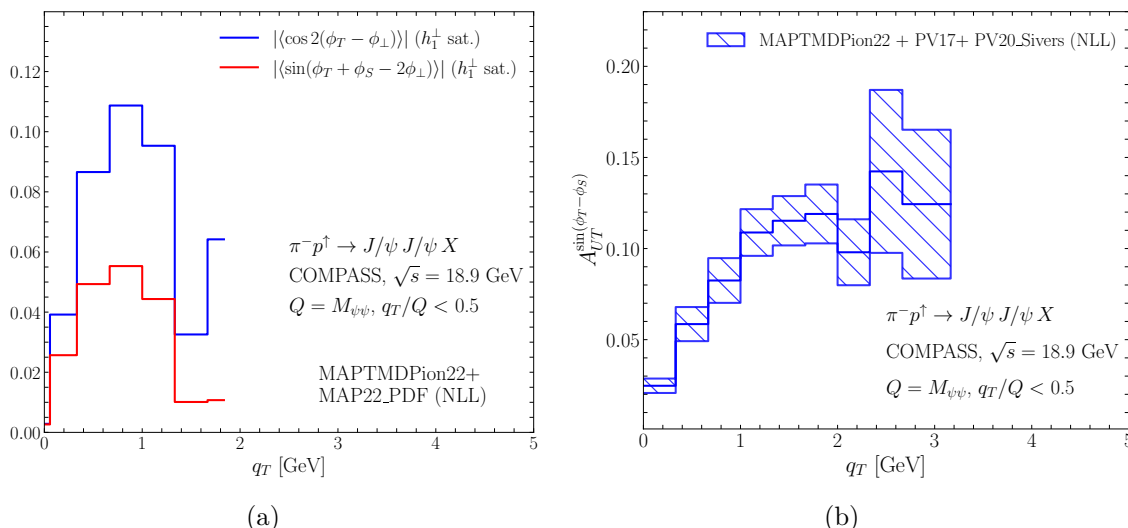 |⟨cos 2(ϕ_T − ϕ_⊥)⟩| (h_1^⊥ sat.)
|⟨sin(ϕ_T + ϕ_S − 2ϕ_⊥)⟩| (h_1^⊥ sat.)
0.12
0.10
0.08
0.06
0.04
0.02
0.00
π⁻p^↑ → J/ψ J/ψ X
COMPASS, √s = 18.9 GeV
Q = M_ψψ, q_T/Q < 0.5
MAPTMDPion22+
MAP22_PDF (NLL)
0 1 2 3 4 5
q_T [GeV]
(a)
MAPTMDPion22 + PV17+ PV20_Sivers (NLL)
0.20
0.15
0.10
0.05
A_UT^sin(ϕ_T−ϕ_S)
π⁻p^↑ → J/ψ J/ψ X
COMPASS, √s = 18.9 GeV
Q = M_ψψ, q_T/Q < 0.5
0 1 2 3 4 5
q_T [GeV]
(b)